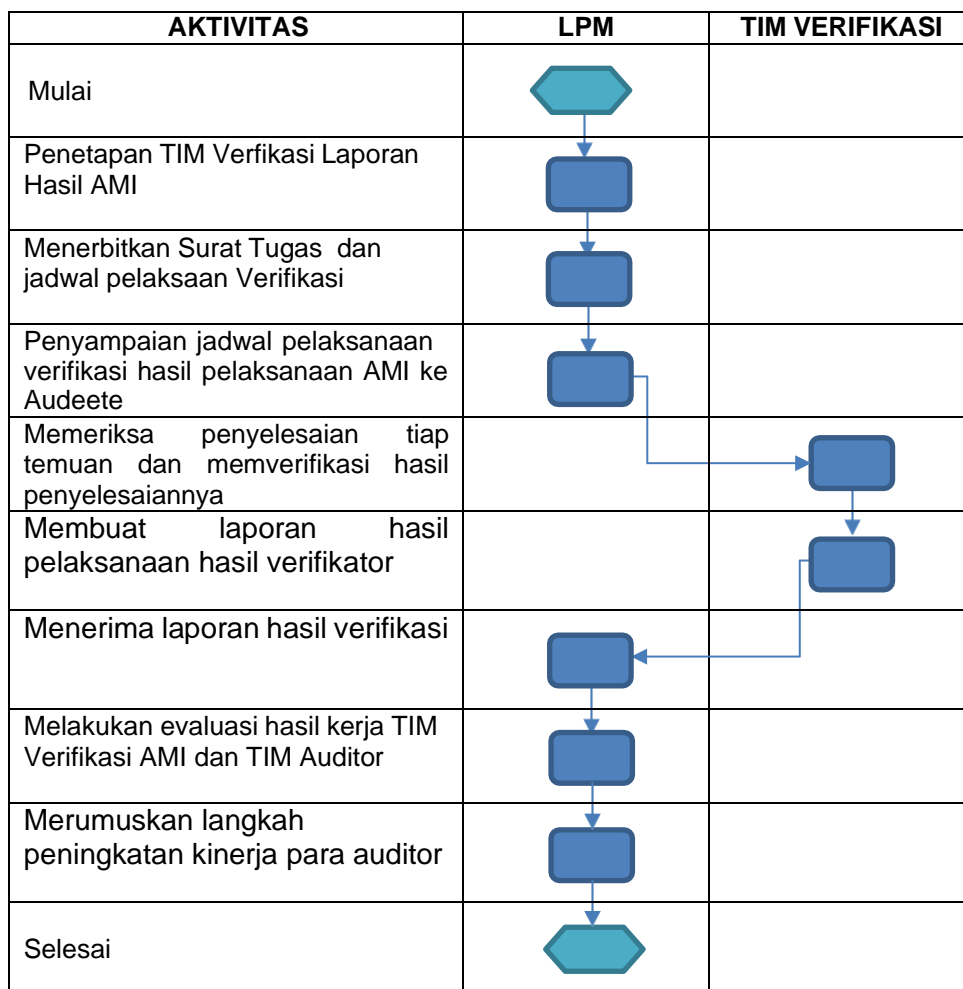 AKTIVITAS LPM TIM VERIFIKASI
Mulai
Penetapan TIM Verfikasi Laporan
Hasil AMI
Menerbitkan Surat Tugas dan
jadwal pelaksaan Verifikasi
Penyampaian jadwal pelaksanaan
verifikasi hasil pelaksanaan AMI ke
Audeete
Memeriksa penyelesaian tiap
temuan dan memverifikasi hasil
penyelesaiannya
Membuat laporan hasil
pelaksanaan hasil verifikator
Menerima laporan hasil verifikasi
Melakukan evaluasi hasil kerja TIM
Verifikasi AMI dan TIM Auditor
Merumuskan langkah
peningkatan kinerja para auditor
Selesai